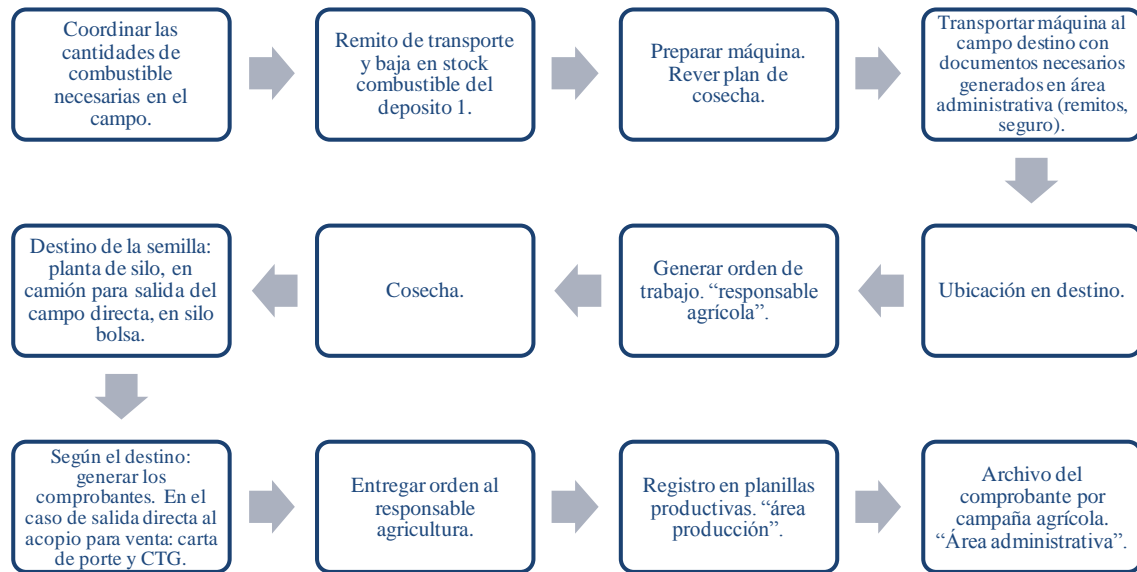 Coordinar las
cantidades de
combustible
necesarias en el
campo.
Remito de transporte
y baja en stock
combustible del
deposito 1.
Preparar máquina.
Rever plan de
cosecha.
Transportar máquina al
campo destino con
documentos necesarios
generados en área
administrativa (remitos,
seguro).
Ubicación en destino.
Generar orden de
trabajo. “responsable
agrícola”.
Cosecha.
Destino de la semilla:
planta de silo, en
camión para salida del
campo directa, en silo
bolsa.
Según el destino:
generar los
comprobantes. En el
caso de salida directa al
acopio para venta: carta
de porte y CTG.
Entregar orden al
responsable
agricultura.
Registro en planillas
productivas. “área
producción”.
Archivo del
comprobante por
campaña agrícola.
“Área administrativa”.